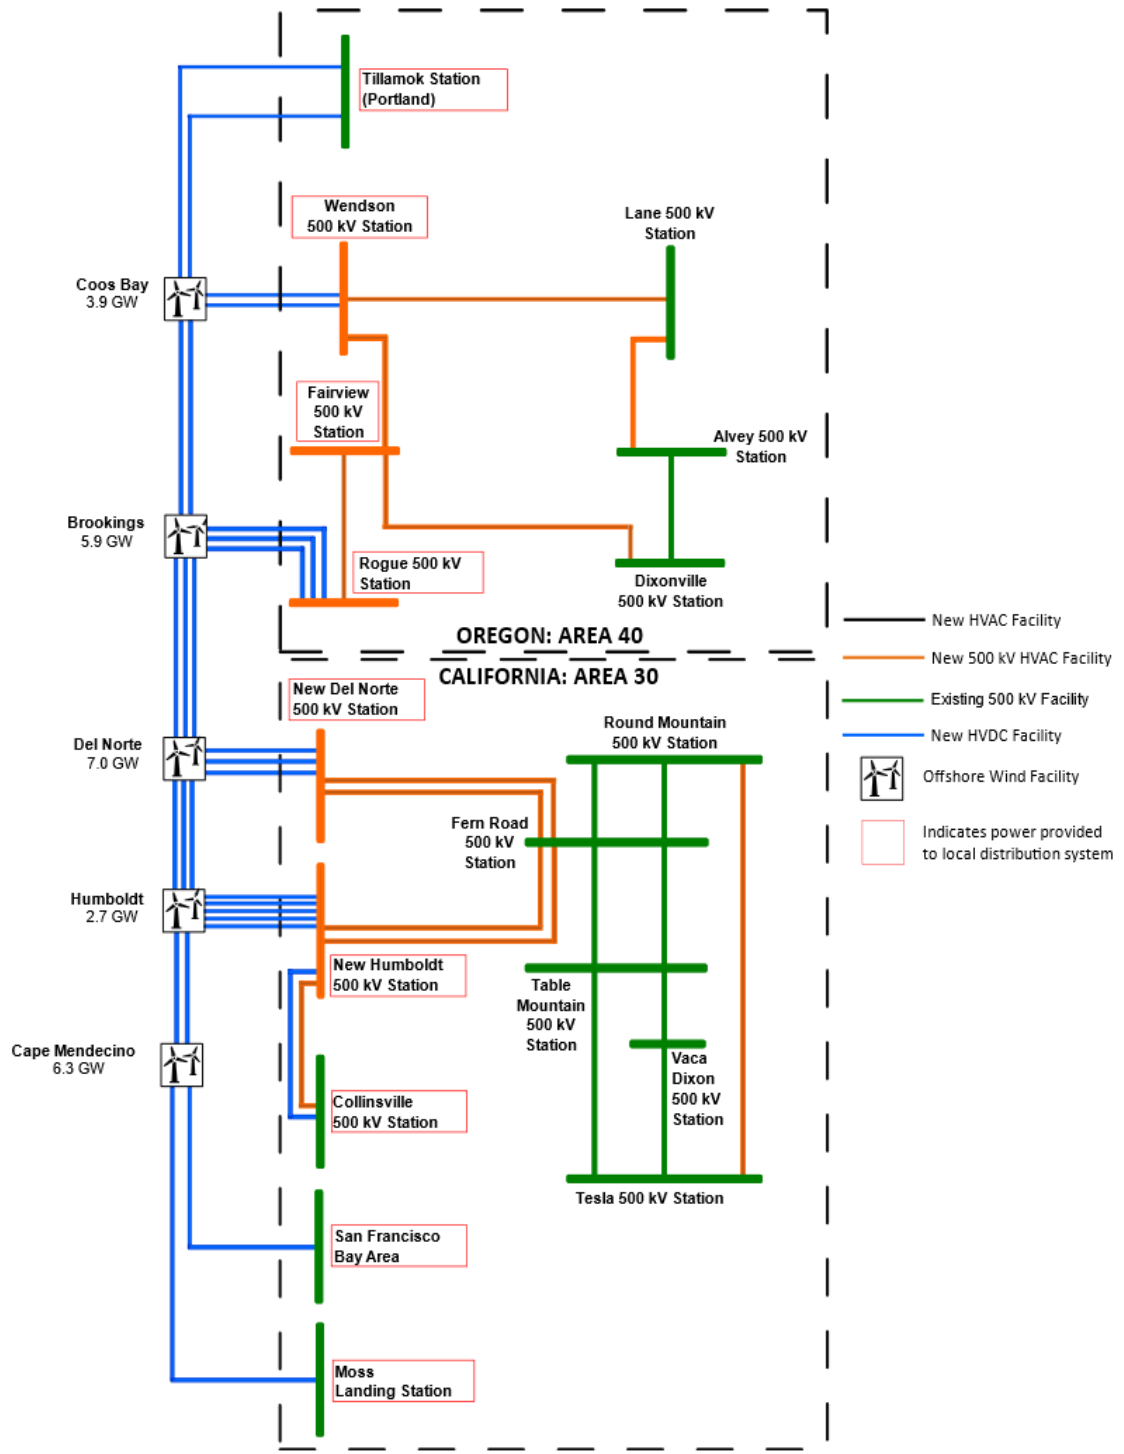 Tillamok Station
(Portland)
Wendson
500 kV Station
Lane 500 kV
Station
Coos Bay
3.9 GW
Fairview
500 kV
Station
Alvey 500 kV
Station
Brookings
5.9 GW
Rogue 500 kV
Station
Dixonville
500 kV Station
OREGON: AREA 40
CALIFORNIA: AREA 30
New Del Norte
500 kV Station
Round Mountain
500 kV Station
Del Norte
7.0 GW
Fern Road
500 kV
Station
Humboldt
2.7 GW
New Humboldt
500 kV Station
Table
Mountain
500 kV
Station
Cape Mendecino
6.3 GW
Vaca
Dixon
500 kV
Station
Collinsville
500 kV Station
Tesla 500 kV Station
San Francisco
Bay Area
Moss
Landing Station
New HVAC Facility
New 500 kV HVAC Facility
Existing 500 kV Facility
New HVDC Facility
Offshore Wind Facility
Indicates power provided
to local distribution system